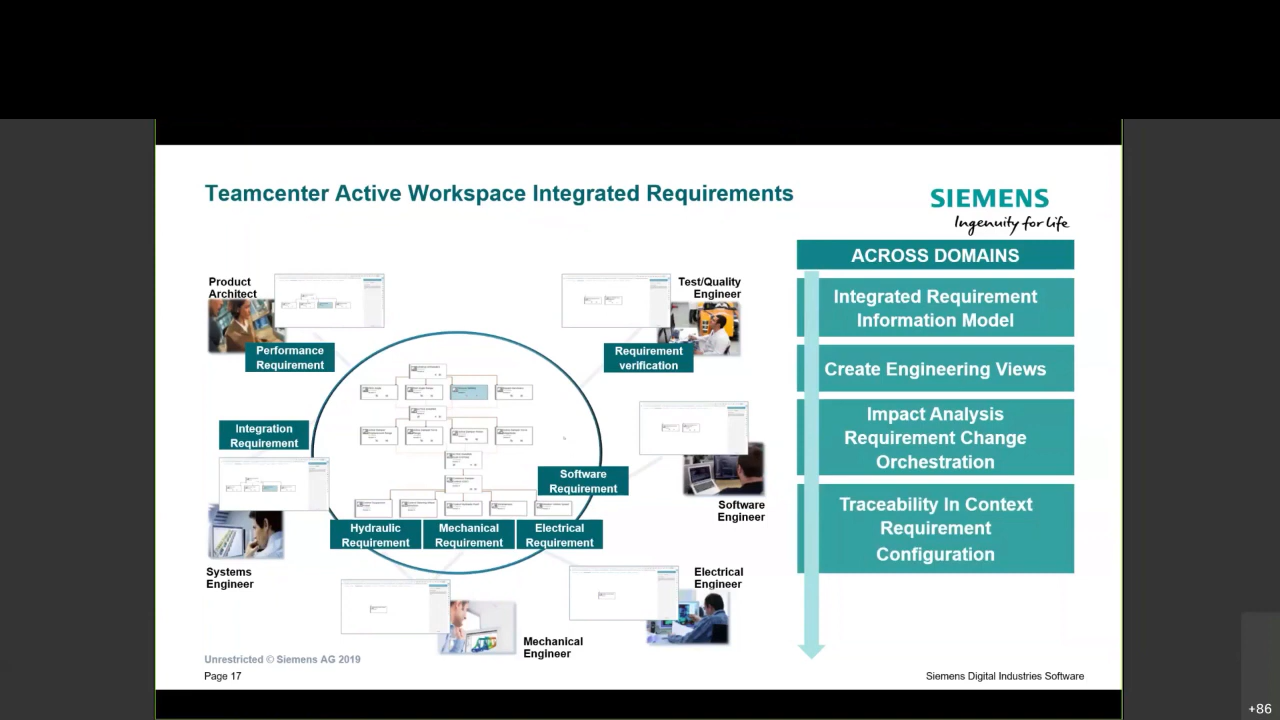 Teamcenter Active Workspace Integrated Requirements
SIEMENS
Ingenuity for life
Product
Architect
Performance
Requirement
Test/Quality
Engineer
Requirement
verification
Integration
Requirement
Systems
Engineer
Software
Requirement
Software
Engineer
Hydraulic
Requirement
Mechanical
Requirement
Electrical
Requirement
Electrical
Engineer
Mechanical
Engineer
ACROSS DOMAINS
Integrated Requirement
Information Model
Create Engineering Views
Impact Analysis
Requirement Change
Orchestration
Traceability In Context
Requirement
Configuration
Unrestricted © Siemens AG 2019
Page 17
Siemens Digital Industries Software
+86